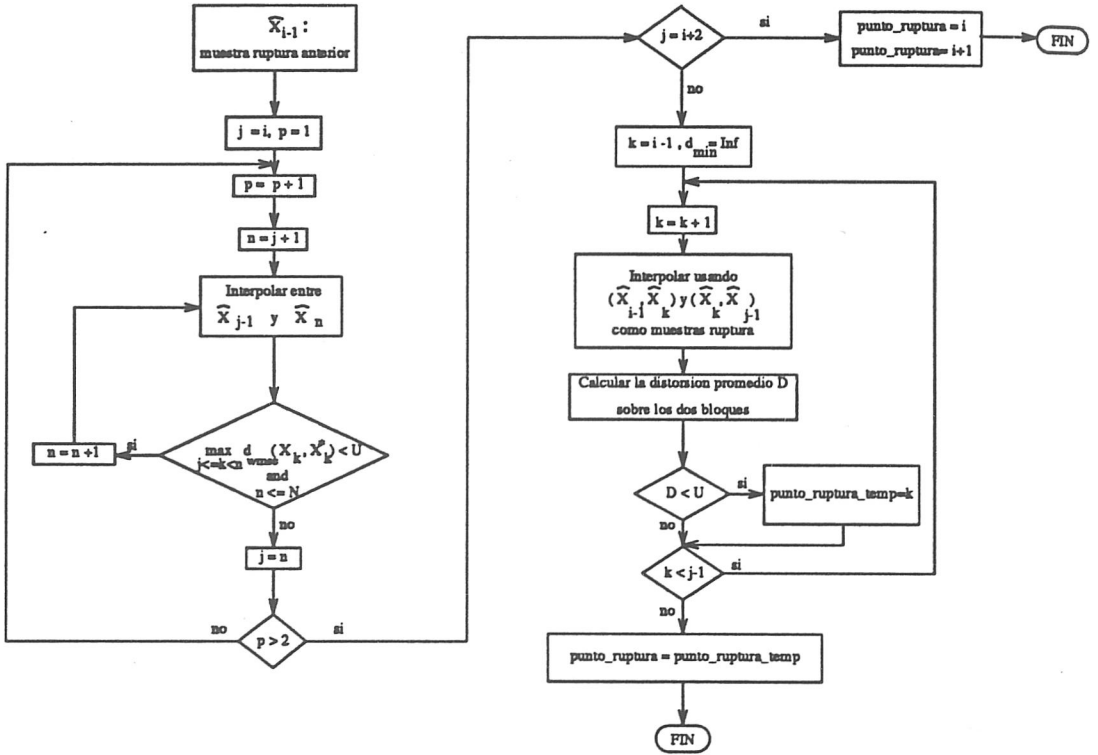 X̂ i-1 :
muestra ruptura anterior
j = i, p = 1
p = p + 1
n = j + 1
Interpolar entre
X̂ j-1 y X̂ n
max d wmse (X k , X̂ k ) < U
j<=k<n
and
n <= N
si
n = n +1
no
j = n
p > 2
no
si
j = i+2
si
punto_ruptura = i
punto_ruptura= i+1
FIN
no
k = i -1 , d min = Inf
k = k + 1
Interpolar usando
(X̂ i-1 , X̂ k ) y (X̂ k , X̂ j-1 )
como muestras ruptura
Calcular la distorsion promedio D
sobre los dos bloques
D < U
si
punto_ruptura_temp=k
no
k < j-1
si
no
punto_ruptura = punto_ruptura_temp
FIN